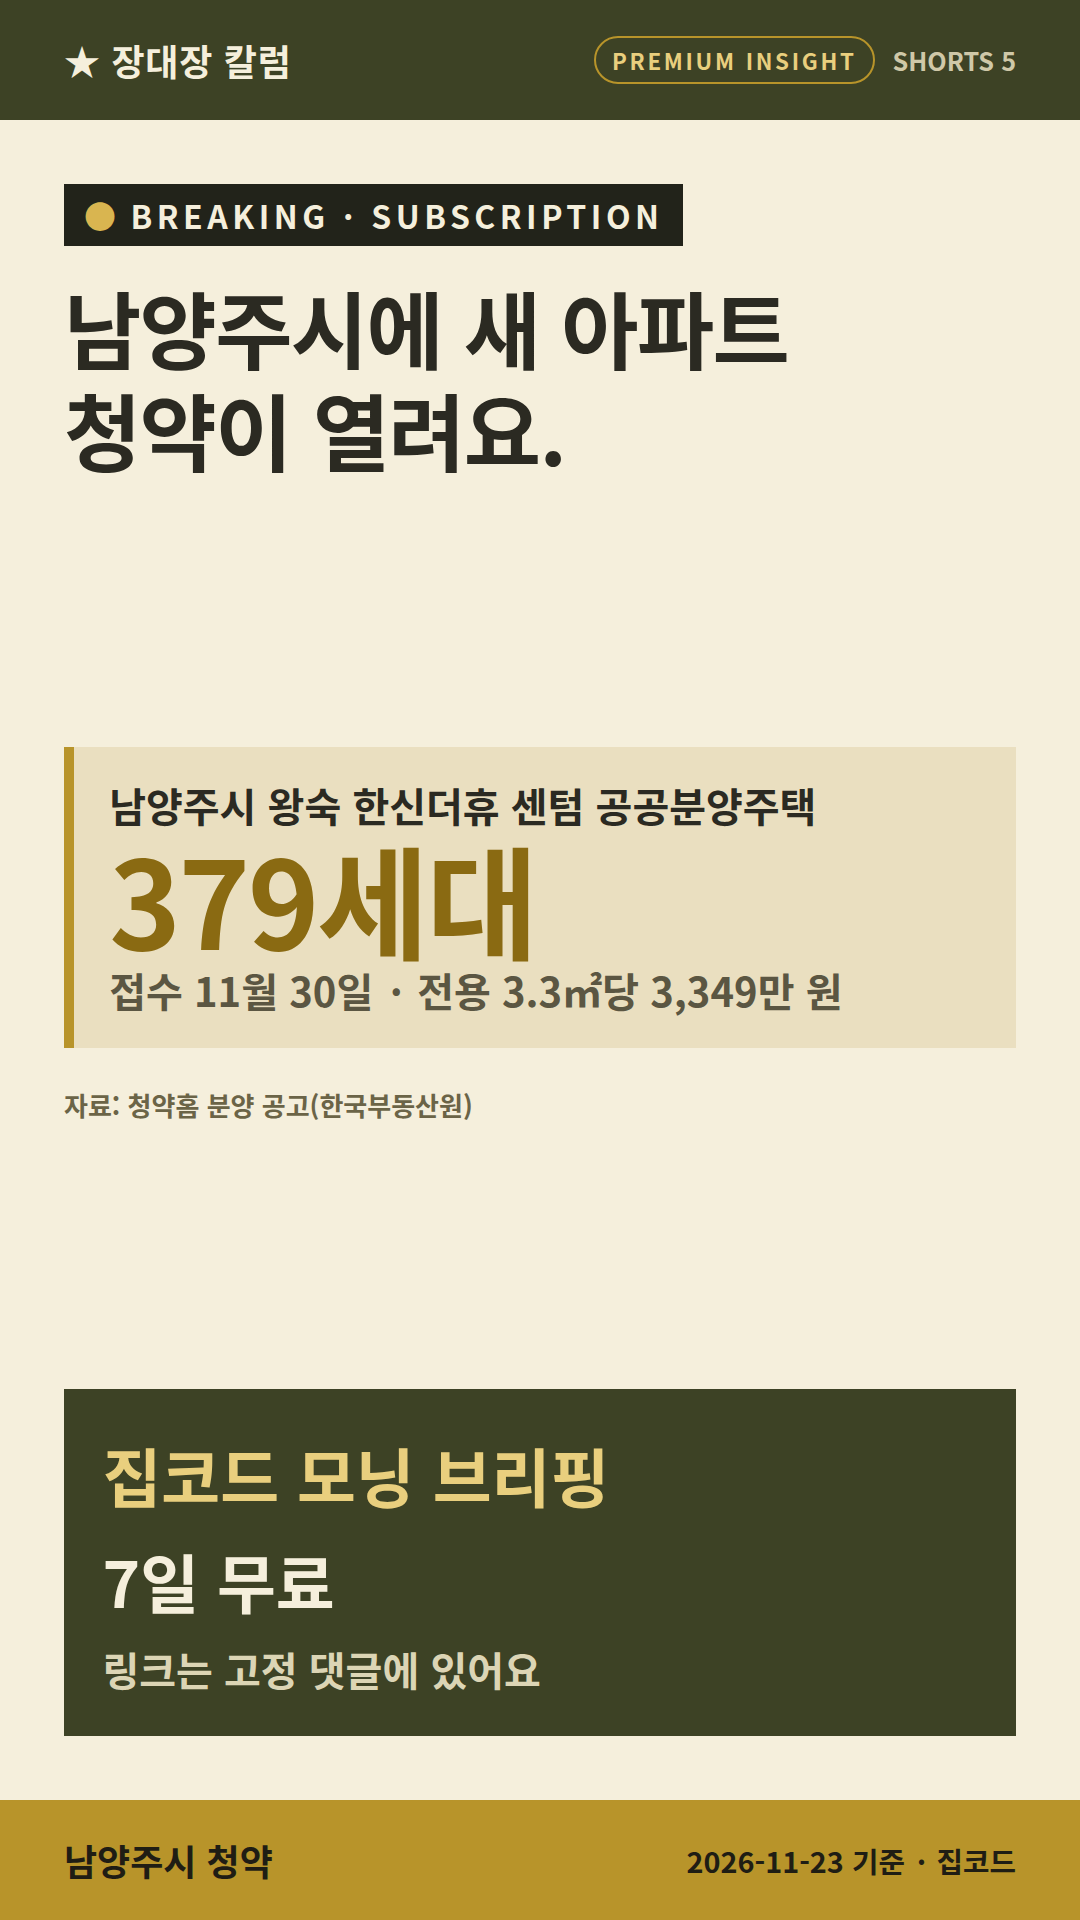 ★ 장대장 칼럼
PREMIUM INSIGHT
SHORTS 5
BREAKING · SUBSCRIPTION
남양주시에 새 아파트
청약이 열려요.
남양주시 왕숙 한신더휴 센텀 공공분양주택
379세대
접수 11월 30일 · 전용 3.3㎡당 3,349만 원
자료: 청약홈 분양 공고(한국부동산원)
집코드 모닝 브리핑
7일 무료
링크는 고정 댓글에 있어요
남양주시 청약
2026-11-23 기준 · 집코드